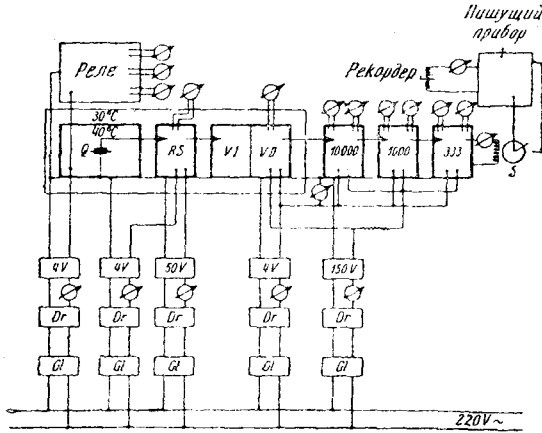 Пишущий
прибор
Реле
Рекордер
30°C
40°C
Q
RS
V1
VD
10000
1000
333
S
4V
4V
50V
4V
150V
Dr
Dr
Dr
Dr
Dr
Gl
Gl
Gl
Gl
Gl
220V~